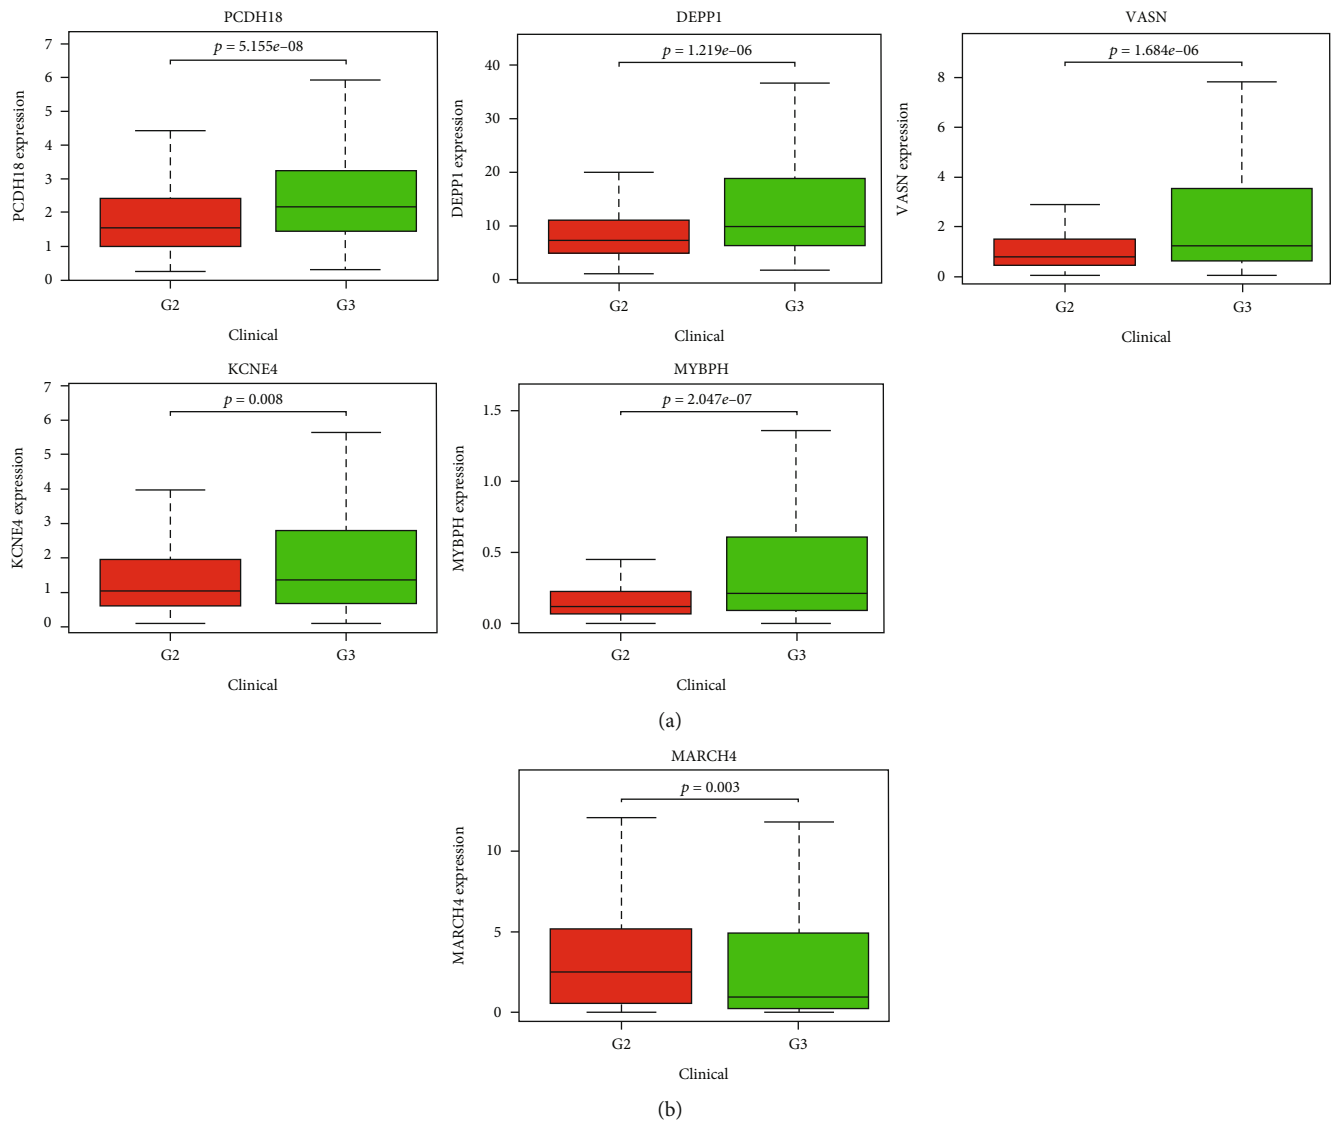 PCDH18
p = 5.155e–08
PCDH18 expression
7
6
5
4
3
2
1
0
G2 G3
Clinical
DEPP1
p = 1.219e–06
DEPP1 expression
40
30
20
10
0
G2 G3
Clinical
VASN
p = 1.684e–06
VASN expression
8
6
4
2
0
G2 G3
Clinical
KCNE4
p = 0.008
KCNE4 expression
7
6
5
4
3
2
1
0
G2 G3
Clinical
MYBPH
p = 2.047e–07
MYBPH expression
1.5
1.0
0.5
0.0
G2 G3
Clinical
(a)
MARCH4
p = 0.003
MARCH4 expression
10
5
0
G2 G3
Clinical
(b)